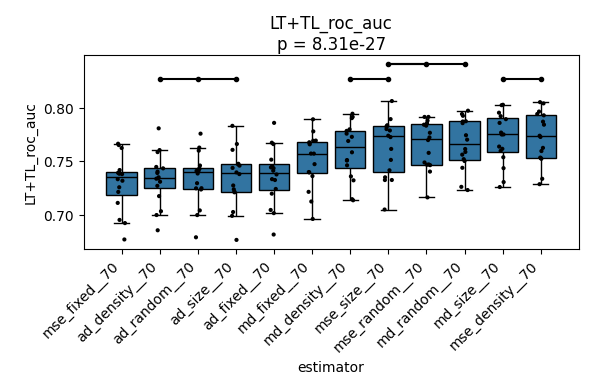 LT+TL_roc_auc
p = 8.31e-27
LT+TL_roc_auc
0.80
0.75
0.70
mse_fixed__70
ad_density__70
ad_random__70
ad_size__70
ad_fixed__70
md_fixed__70
md_density__70
mse_size__70
mse_random__70
md_random__70
md_size__70
mse_density__70
estimator